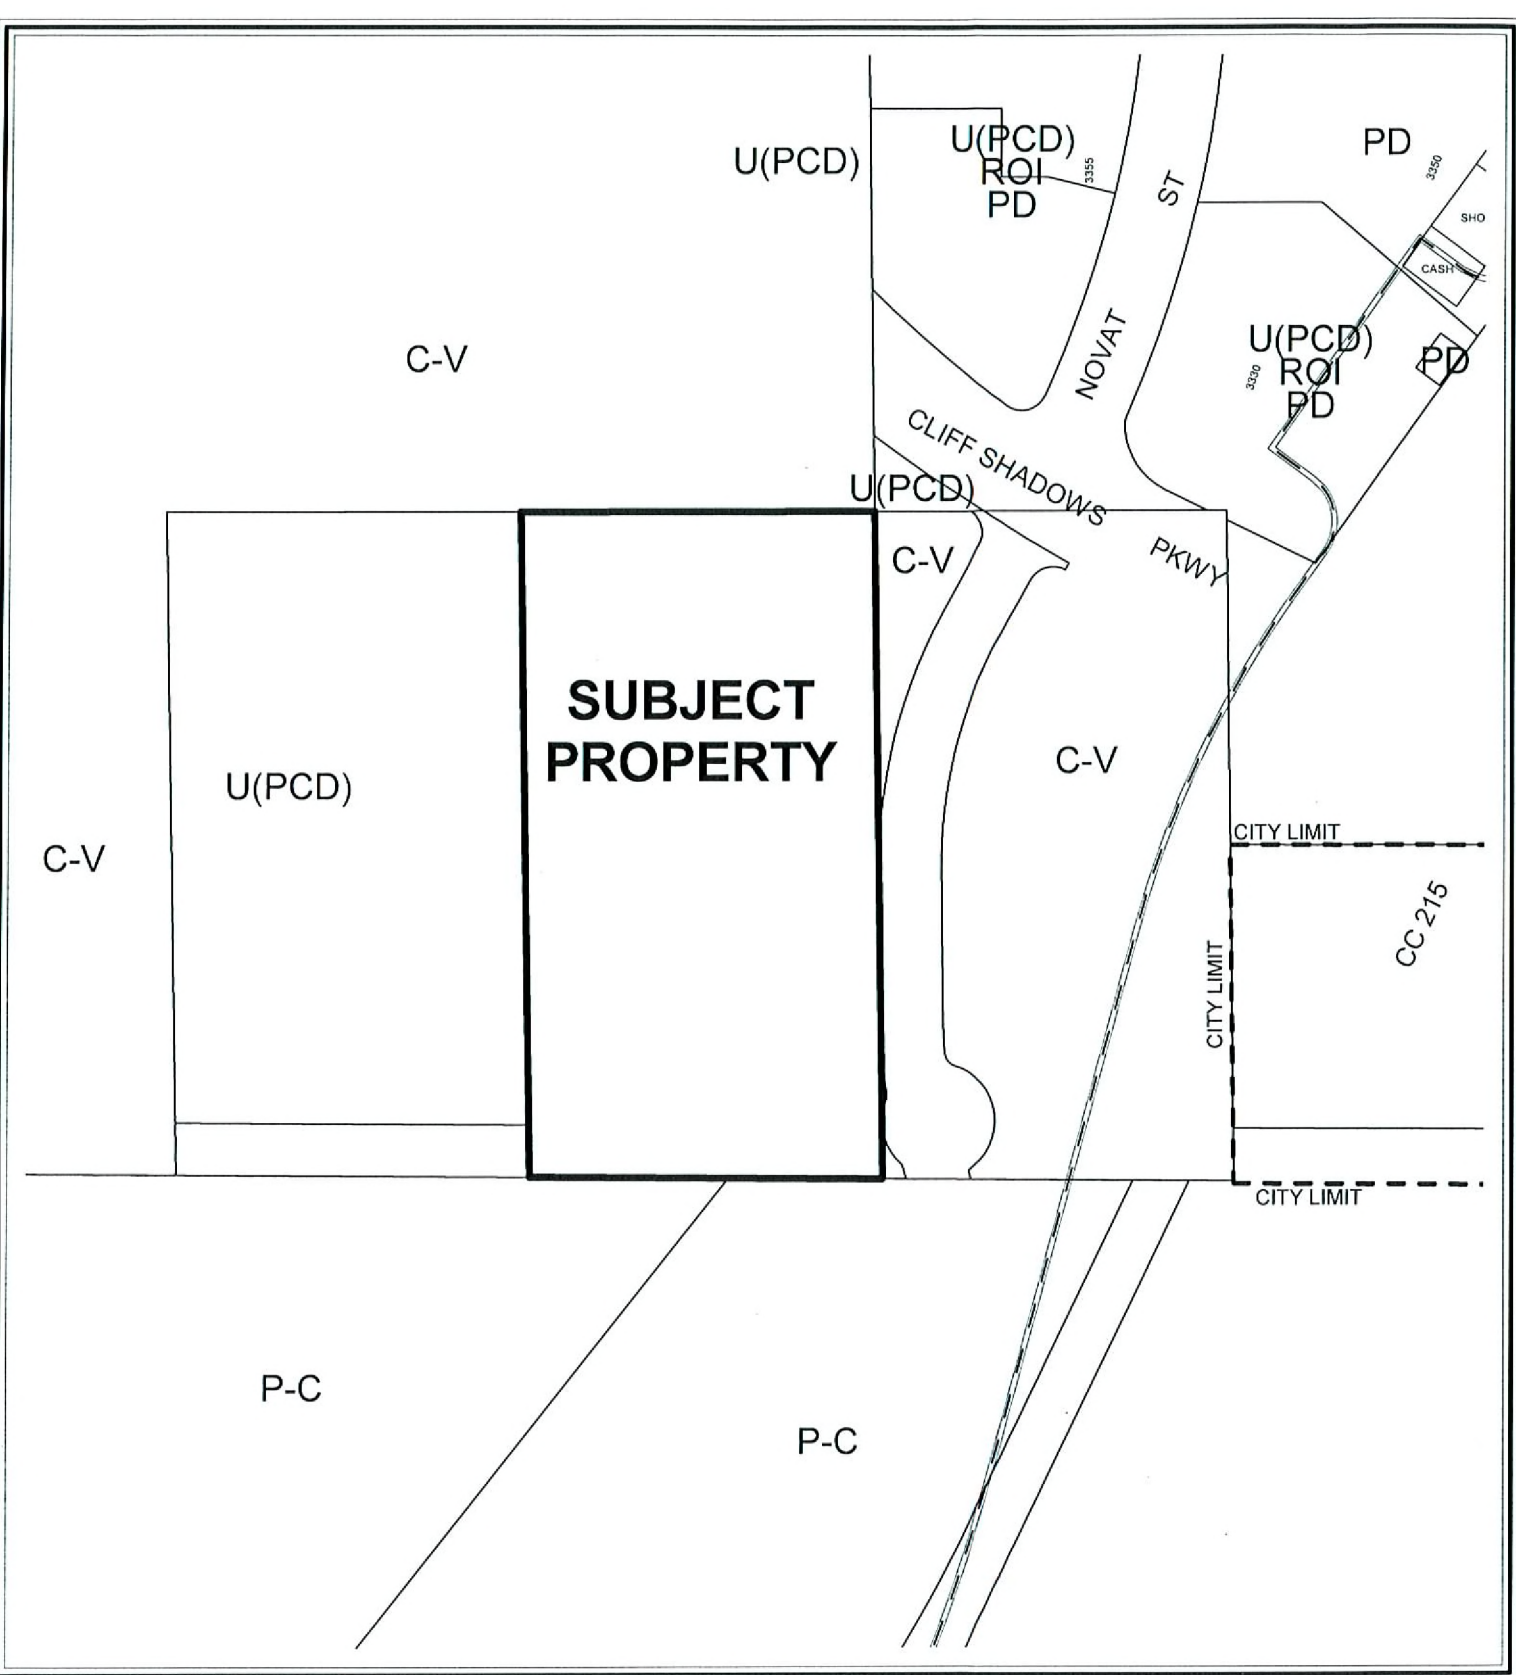 U(PCD)
U(PCD)
ROI
PD
3355
ST
PD
3350
SHO
CASH
NOVAT
U(PCD)
ROI
PD
3330
PD
C-V
CLIFF SHADOWS
PKWY
U(PCD)
C-V
SUBJECT
PROPERTY
C-V
U(PCD)
C-V
CITY LIMIT
CC 215
CITY LIMIT
CITY LIMIT
P-C
P-C